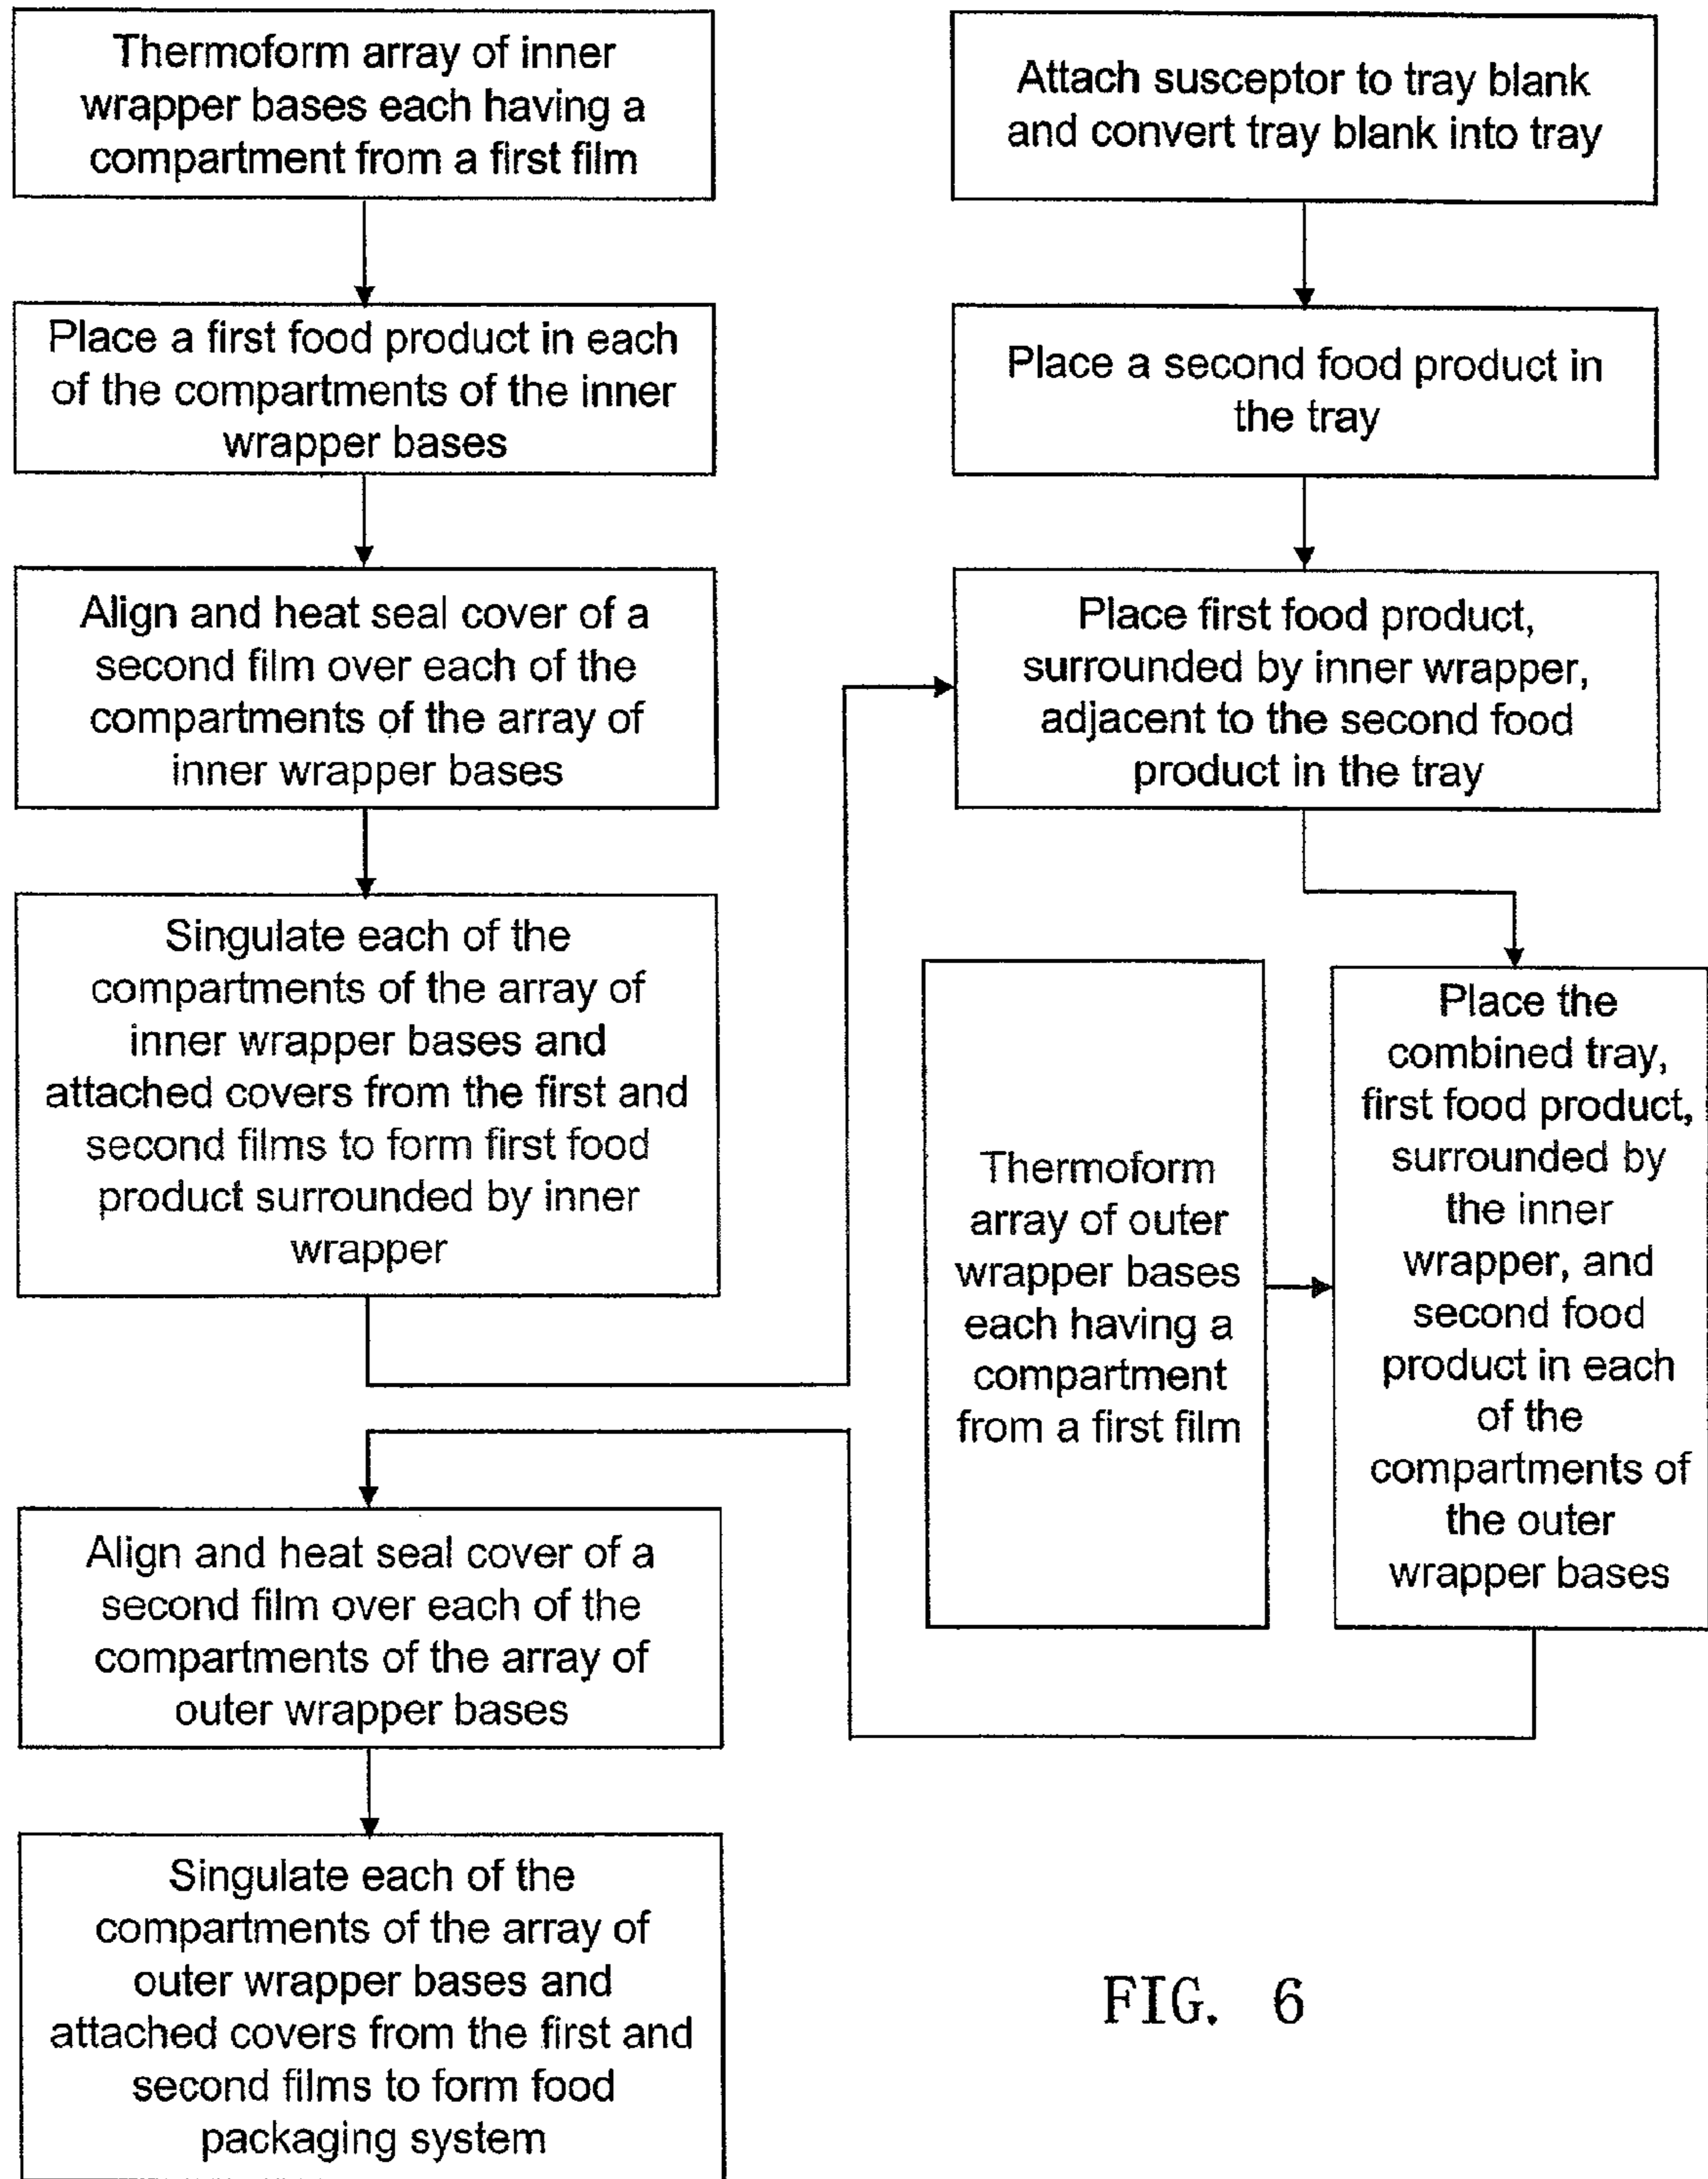 Thermoform array of inner
wrapper bases each having a
compartment from a first film
Place a first food product in each
of the compartments of the inner
wrapper bases
Align and heat seal cover of a
second film over each of the
compartments of the array of
inner wrapper bases
Singulate each of the
compartments of the array of
inner wrapper bases and
attached covers from the first and
second films to form first food
product surrounded by inner
wrapper
Attach susceptor to tray blank
and convert tray blank into tray
Place a second food product in
the tray
Place first food product,
surrounded by inner wrapper,
adjacent to the second food
product in the tray
Thermoform
array of outer
wrapper bases
each having a
compartment
from a first film
Place the
combined tray,
first food product,
surrounded by
the inner
wrapper, and
second food
product in each
of the
compartments of
the outer
wrapper bases
Align and heat seal cover of a
second film over each of the
compartments of the array of
outer wrapper bases
Singulate each of the
compartments of the array of
outer wrapper bases and
attached covers from the first and
second films to form food
packaging system
FIG. 6